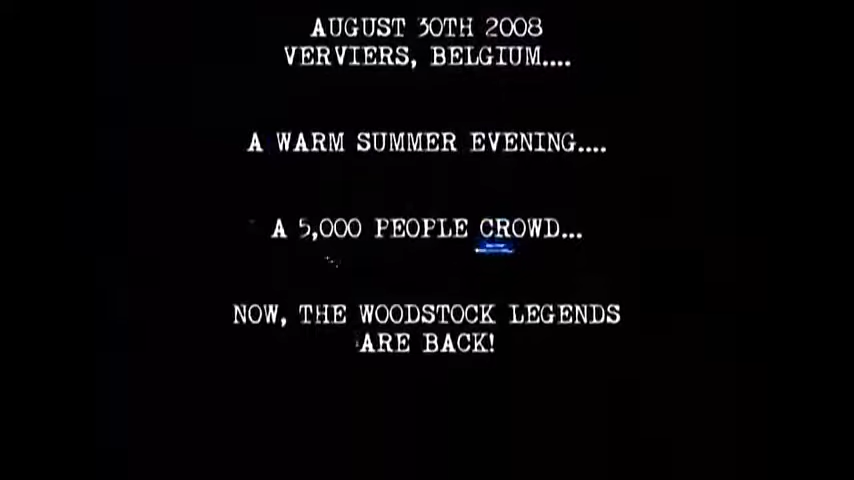 AUGUST 30TH 2008
VERVIERS, BELGIUM....
A WARM SUMMER EVENING....
A 5,000 PEOPLE CROWD...
NOW, THE WOODSTOCK LEGENDS
ARE BACK!